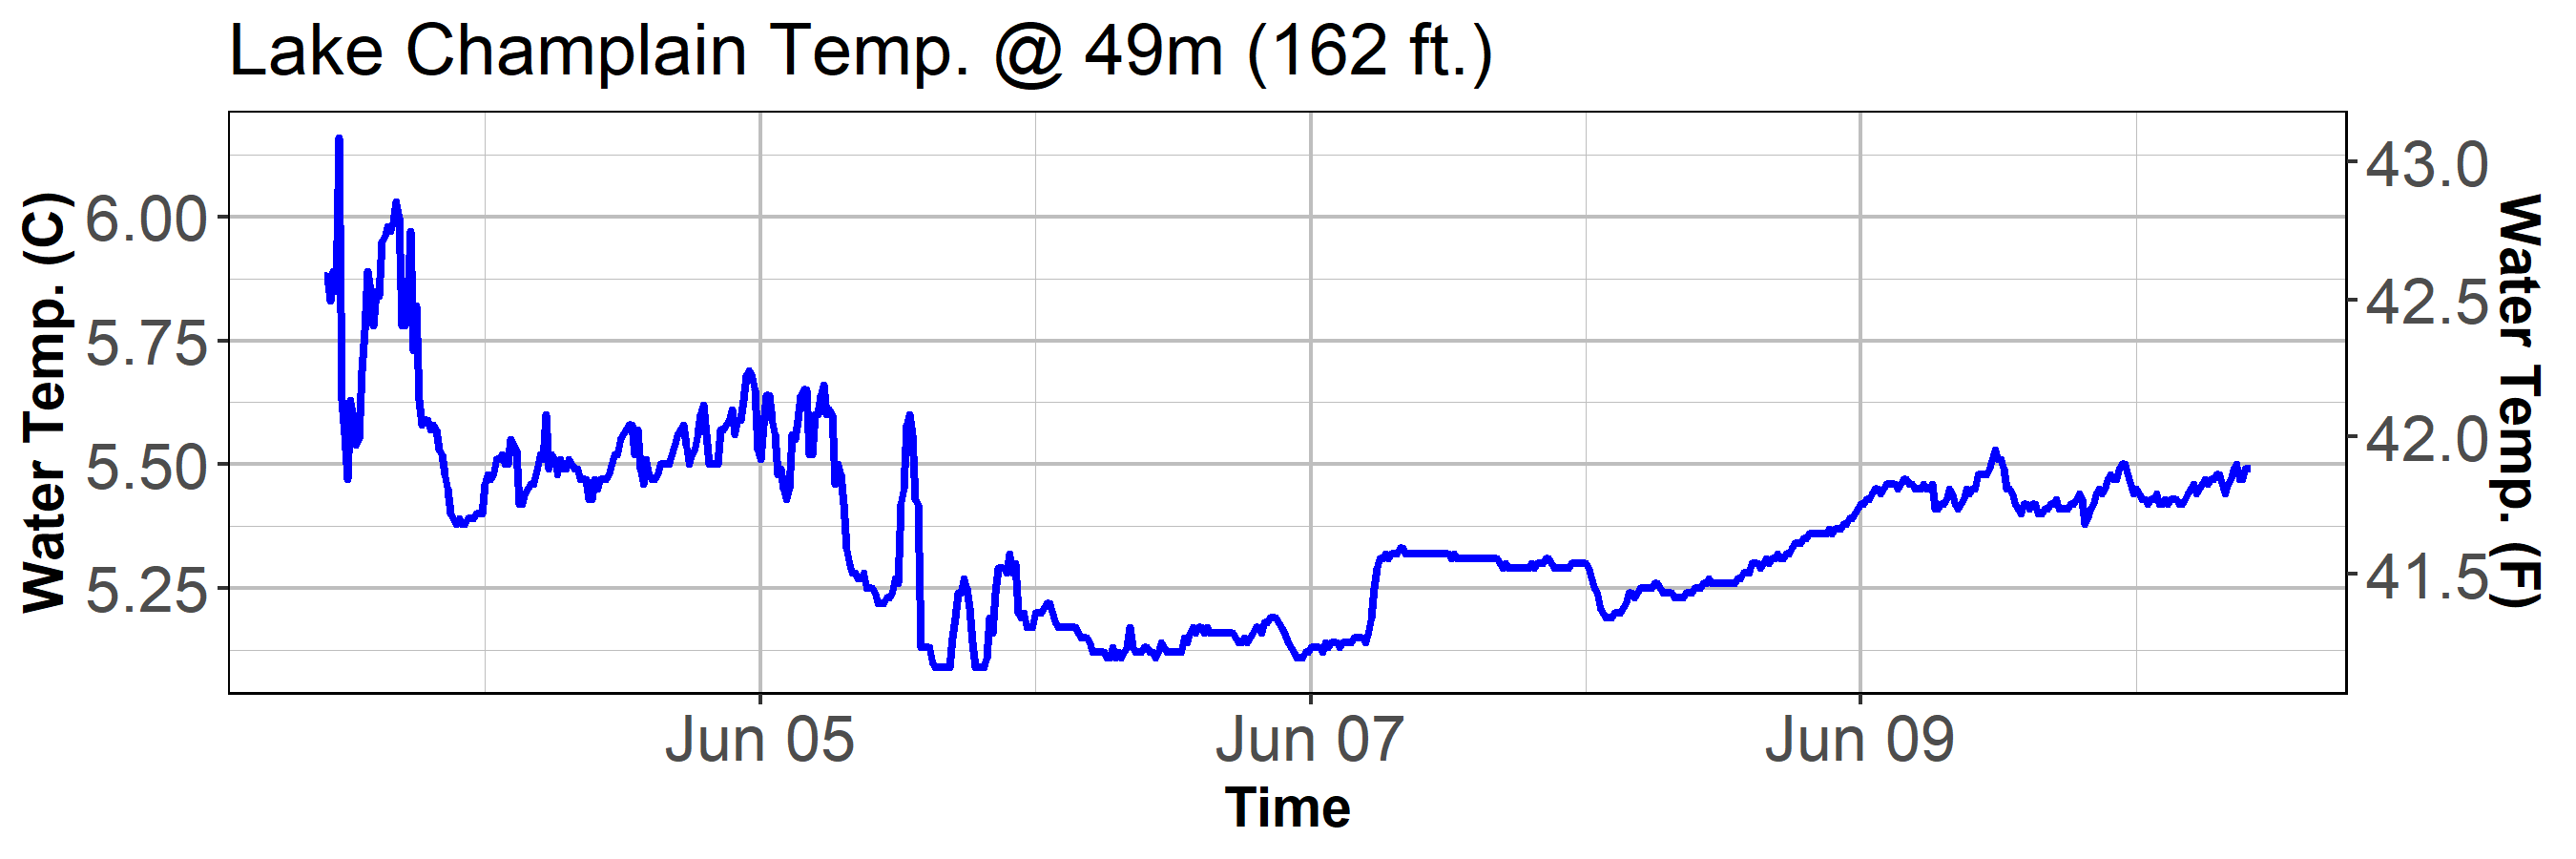 Lake Champlain Temp. @ 49m (162 ft.)
Water Temp. (C)
6.00
5.75
5.50
5.25
43.0
42.5
42.0
41.5
Water Temp. (F)
Jun 05 Jun 07 Jun 09
Time